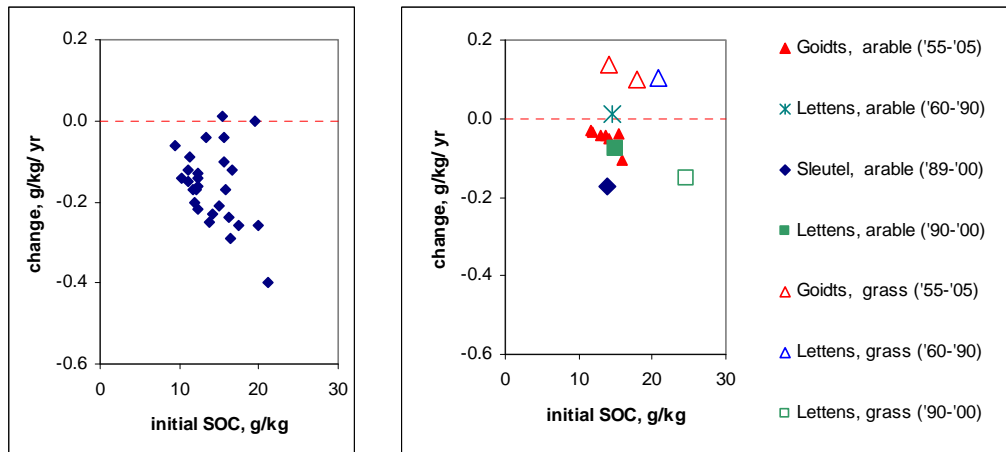 0.2
0.0
-0.2
-0.4
-0.6
0 10 20 30
change, g/kg/ yr
initial SOC, g/kg
0.2
0.0
-0.2
-0.4
-0.6
0 10 20 30
change, g/kg/yr
initial SOC, g/kg
Goidts, arable ('55-'05)
Lettens, arable ('60-'90)
Sleutel, arable ('89-'00)
Lettens, arable ('90-'00)
Goidts, grass ('55-'05)
Lettens, grass ('60-'90)
Lettens, grass ('90-'00)